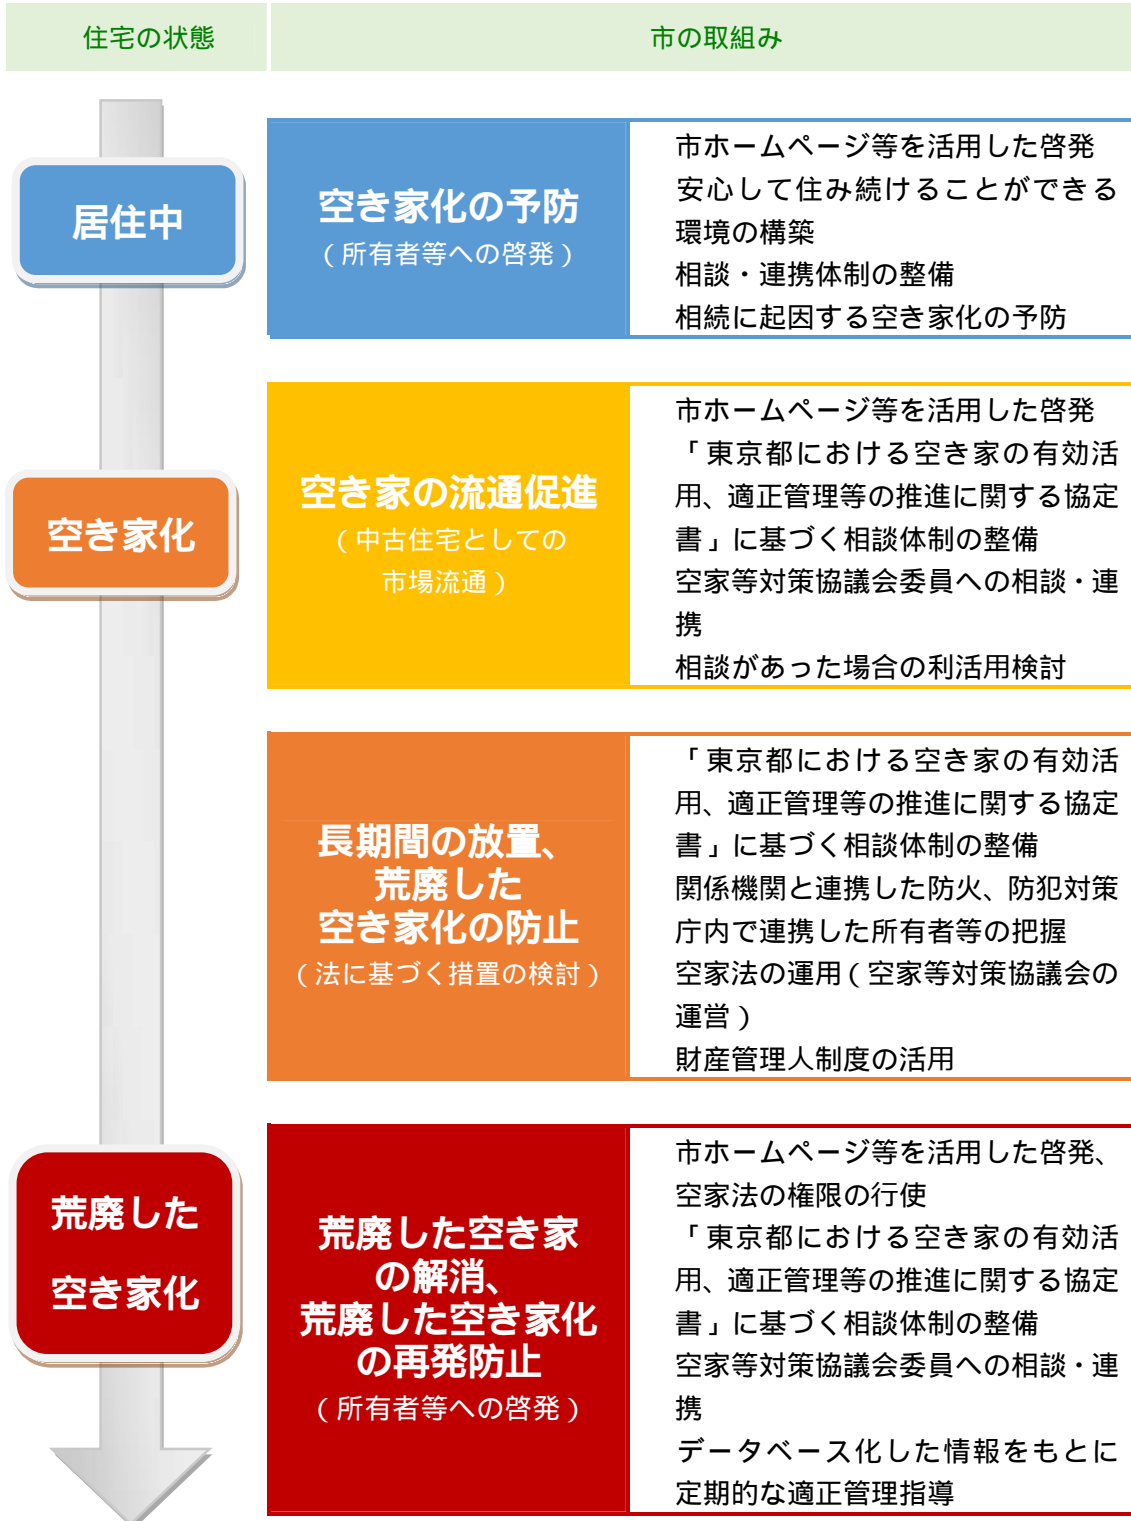 住宅の状態
市の取組み
居住中
空き家化の予防
（所有者等への啓発）
市ホームページ等を活用した啓発
安心して住み続けることができる
環境の構築
相談・連携体制の整備
相続に起因する空き家化の予防
空き家化
空き家の流通促進
（中古住宅としての
市場流通）
市ホームページ等を活用した啓発
「東京都における空き家の有効活
用、適正管理等の推進に関する協定
書」に基づく相談体制の整備
空家等対策協議会委員への相談・連
携
相談があった場合の利活用検討
長期間の放置、
荒廃した
空き家化の防止
（法に基づく措置の検討）
「東京都における空き家の有効活
用、適正管理等の推進に関する協定
書」に基づく相談体制の整備
関係機関と連携した防火、防犯対策
庁内で連携した所有者等の把握
空家法の運用（空家等対策協議会の
運営）
財産管理人制度の活用
荒廃した
空き家化
荒廃した空き家
の解消、
荒廃した空き家化
の再発防止
（所有者等への啓発）
市ホームページ等を活用した啓発、
空家法の権限の行使
「東京都における空き家の有効活
用、適正管理等の推進に関する協定
書」に基づく相談体制の整備
空家等対策協議会委員への相談・連
携
データベース化した情報をもとに
定期的な適正管理指導